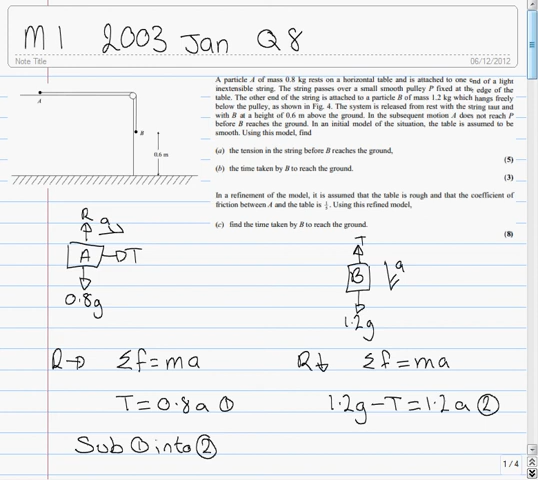 M1 2003 Jan Q8
Note Title
06/12/2012
A particle A of mass 0.8 kg rests on a horizontal table and is attached to one end of a light
inextensible string. The string passes over a small smooth pulley P fixed at the edge of the
table. The other end of the string is attached to a particle B of mass 1.2 kg which hangs freely
below the pulley, as shown in Fig. 4. The system is released from rest with the string taut and
with B at a height of 0.6 m above the ground. In the subsequent motion A does not reach P
before B reaches the ground. In an initial model of the situation, the table is assumed to be
smooth. Using this model, find
(a) the tension in the string before B reaches the ground,
(5)
(b) the time taken by B to reach the ground.
(3)
In a refinement of the model, it is assumed that the table is rough and that the coefficient of
friction between A and the table is ⅕. Using this refined model,
(c) find the time taken by B to reach the ground.
(8)
A
B
0.6 m
R
a
A
T
0.8g
T
B
a
1.2g
R→ Σf=ma
R↓ Σf=ma
T=0.8a ①
1.2g-T=1.2a ②
Sub ① into ②
1/4